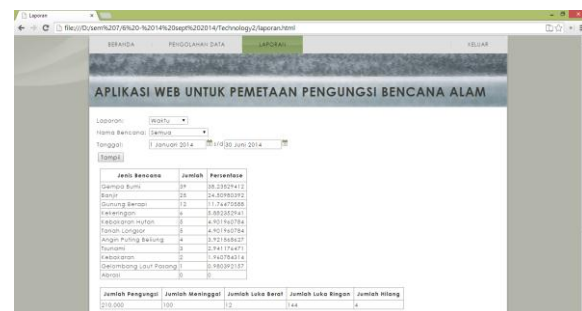 Laporan
file:///D:/sem%207/6%20-%2014%20sept%202014/Technology2/laporan.html
BERANDA PENGOLAHAN DATA LAPORAN KELUAR
APLIKASI WEB UNTUK PEMETAAN PENGUNGSI BENCANA ALAM
Laporan: Waktu
Nama Bencana: Semua
Tanggal: 1 Januari 2014 s/d 30 Juni 2014
Tampil
Jenis Bencana Jumlah Persentase
Gempa Bumi 39 38.23529412
Banjir 25 24.50980392
Gunung Berapi 12 11.76470588
Kekeringan 6 5.882352941
Kebakaran Hutan 5 4.901960784
Tanah Longsor 5 4.901960784
Angin Puting Beliung 4 3.921568627
Tsunami 3 2.941176471
Kebakaran 2 1.960784314
Gelombang Laut Pasang 1 0.980392157
Abrasi 0 0
Jumlah Pengungsi Jumlah Meninggal Jumlah Luka Berat Jumlah Luka Ringan Jumlah Hilang
210.000 100 12 144 4